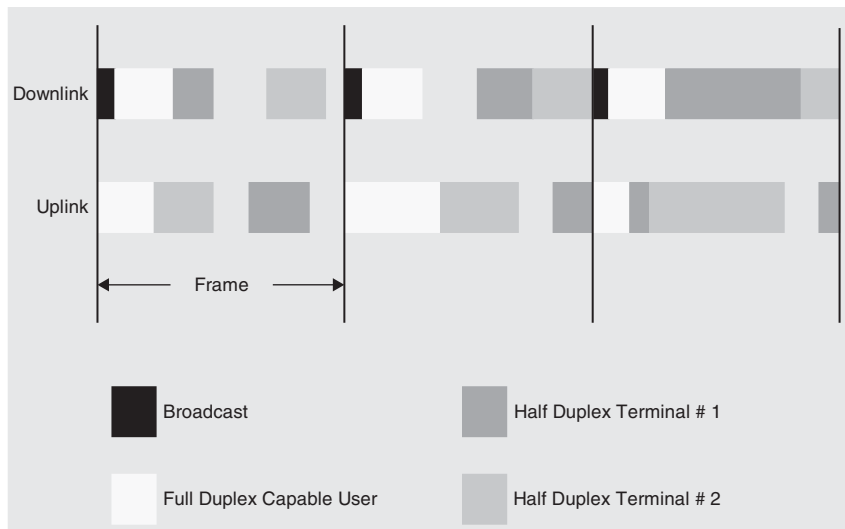 Downlink
Uplink
Frame
Broadcast
Half Duplex Terminal # 1
Full Duplex Capable User
Half Duplex Terminal # 2